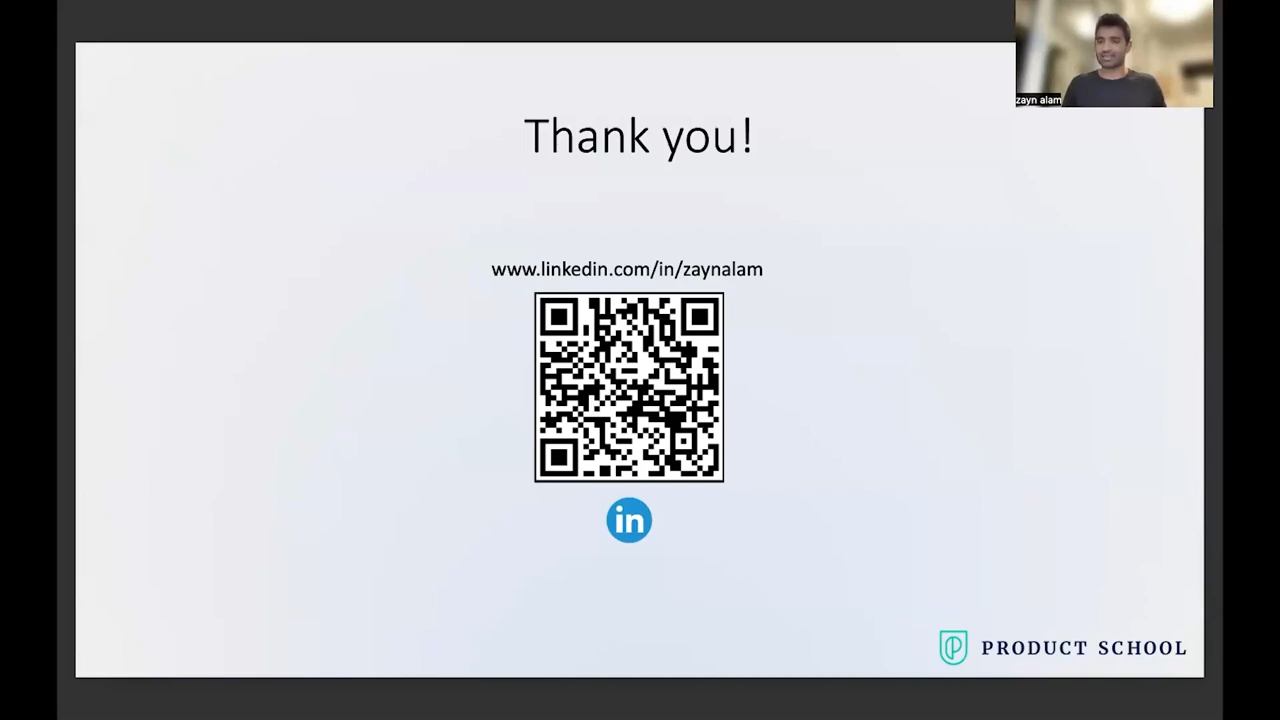 zayn alam
Thank you!
www.linkedin.com/in/zaynalam
in
PRODUCT SCHOOL